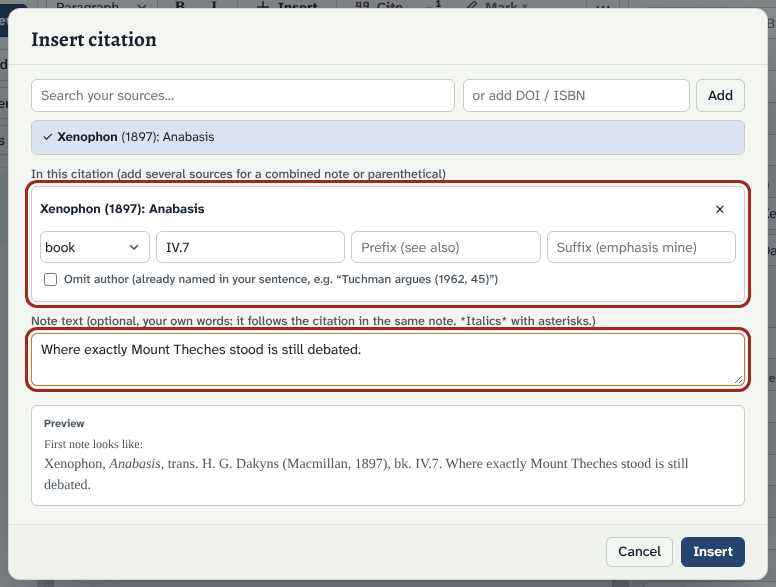 Paragraph B I Insert Cite 1 Mark
Insert citation
Search your sources...
or add DOI / ISBN
Add
✓ Xenophon (1897): Anabasis
In this citation (add several sources for a combined note or parenthetical)
Xenophon (1897): Anabasis ×
book
IV.7
Prefix (see also)
Suffix (emphasis mine)
Omit author (already named in your sentence, e.g. “Tuchman argues (1962, 45)”)
Note text (optional, your own words: it follows the citation in the same note. *Italics* with asterisks.)
Where exactly Mount Theches stood is still debated.
Preview
First note looks like:
Xenophon, Anabasis, trans. H. G. Dakyns (Macmillan, 1897), bk. IV.7. Where exactly Mount Theches stood is still
debated.
Cancel
Insert